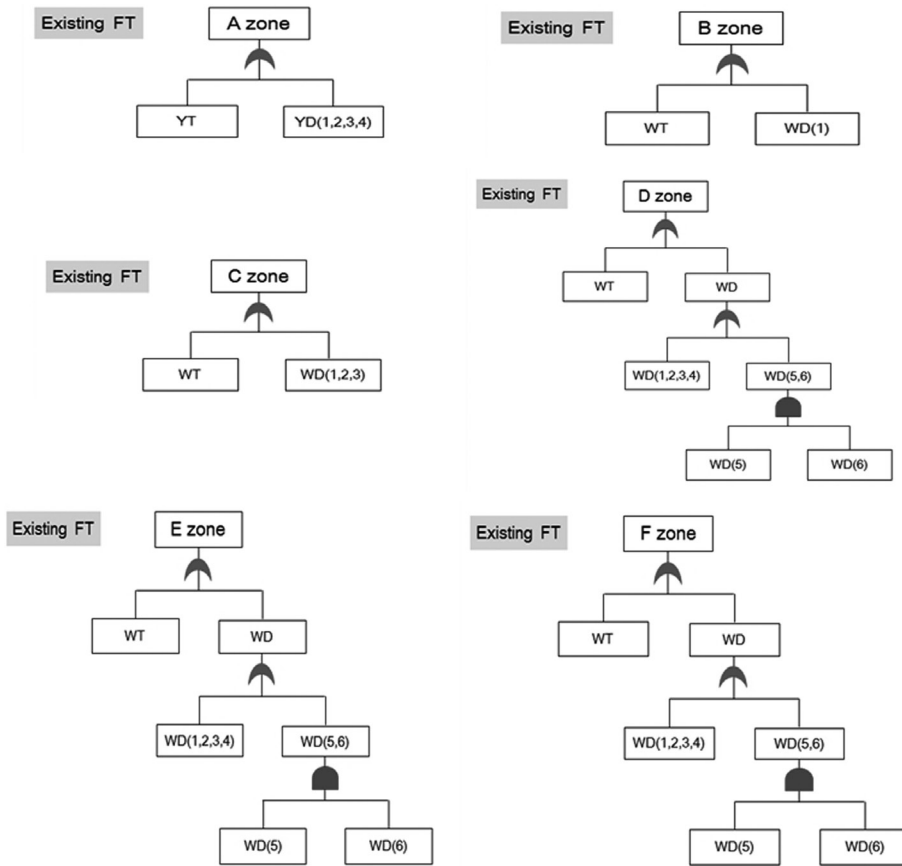 Existing FT
A zone
YT
YD(1,2,3,4)
Existing FT
B zone
WT
WD(1)
Existing FT
C zone
WT
WD(1,2,3)
Existing FT
D zone
WT
WD
WD(1,2,3,4)
WD(5,6)
WD(5)
WD(6)
Existing FT
E zone
WT
WD
WD(1,2,3,4)
WD(5,6)
WD(5)
WD(6)
Existing FT
F zone
WT
WD
WD(1,2,3,4)
WD(5,6)
WD(5)
WD(6)